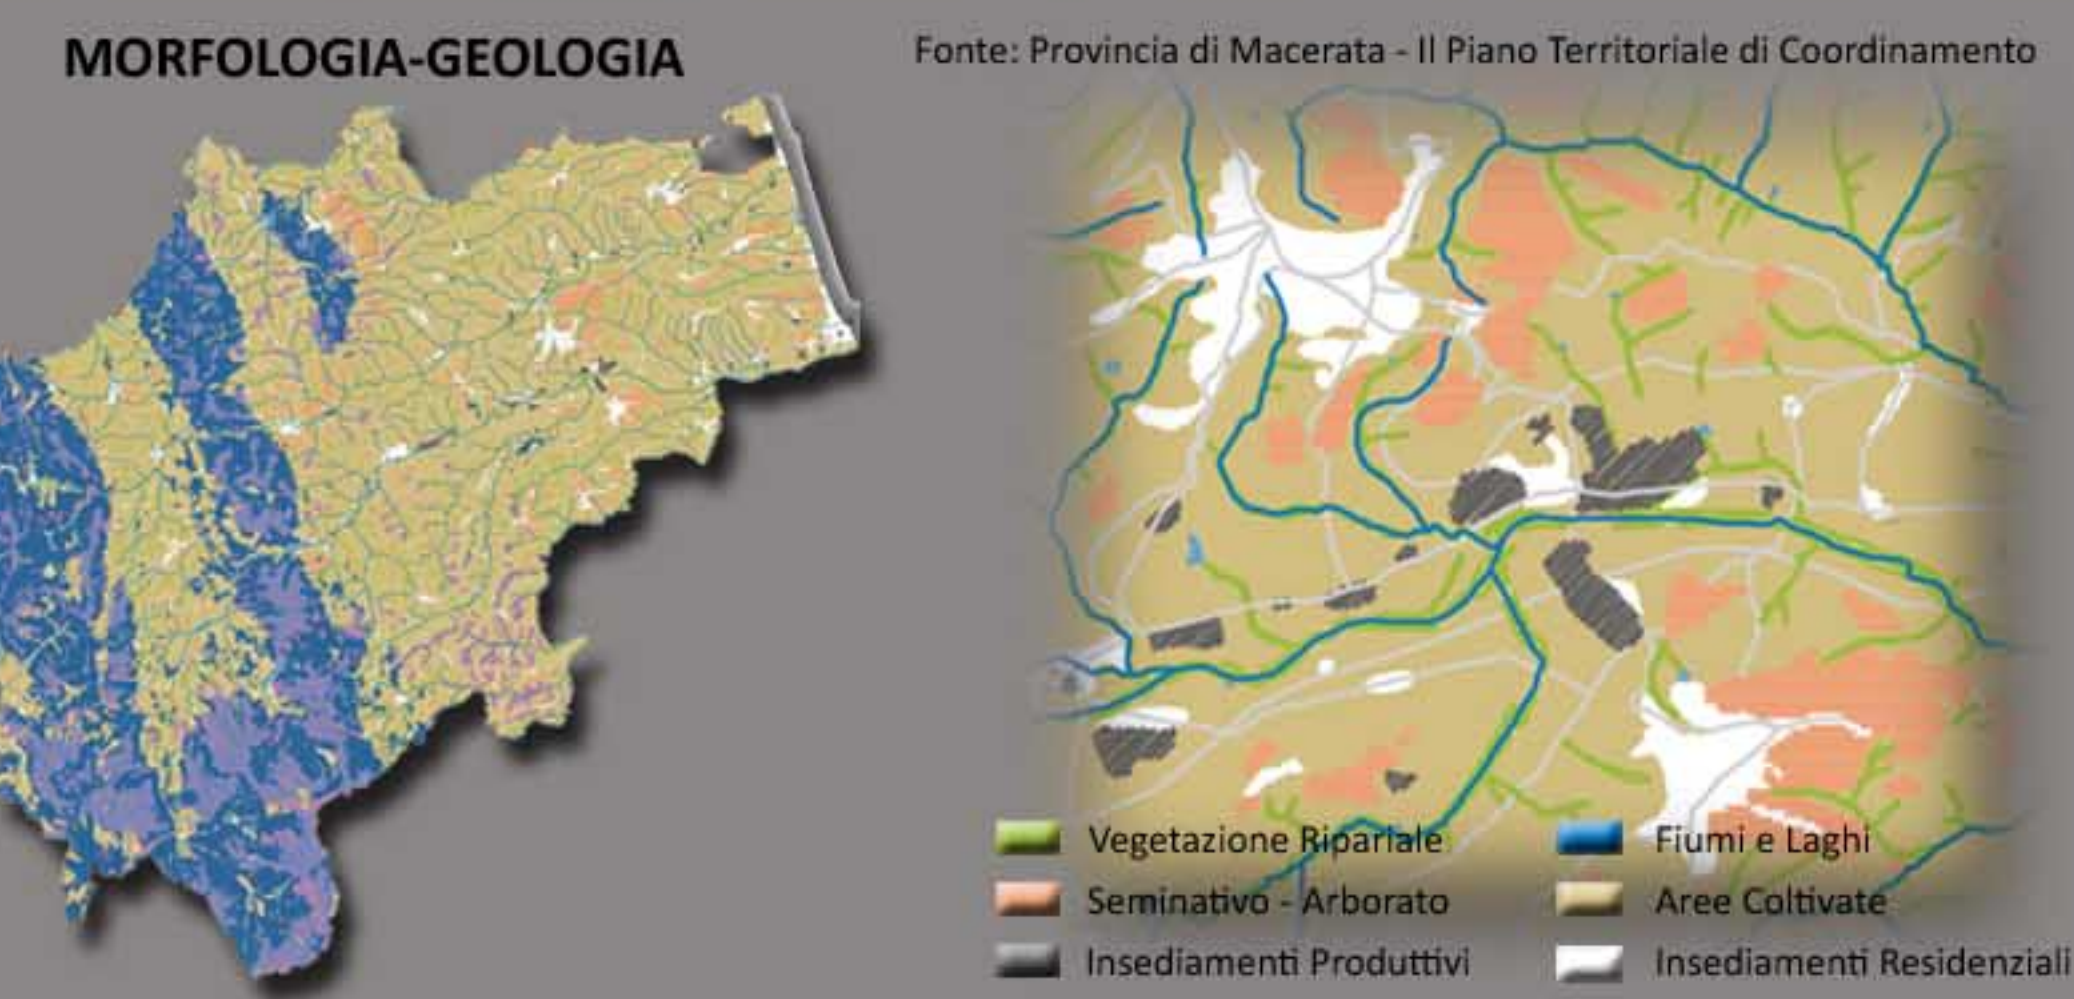 MORFOLOGIA-GEOLOGIA
Fonte: Provincia di Macerata - Il Piano Territoriale di Coordinamento
Vegetazione Ripariale
Fiumi e Laghi
Seminativo - Arborato
Aree Coltivate
Insediamenti Produttivi
Insediamenti Residenziali